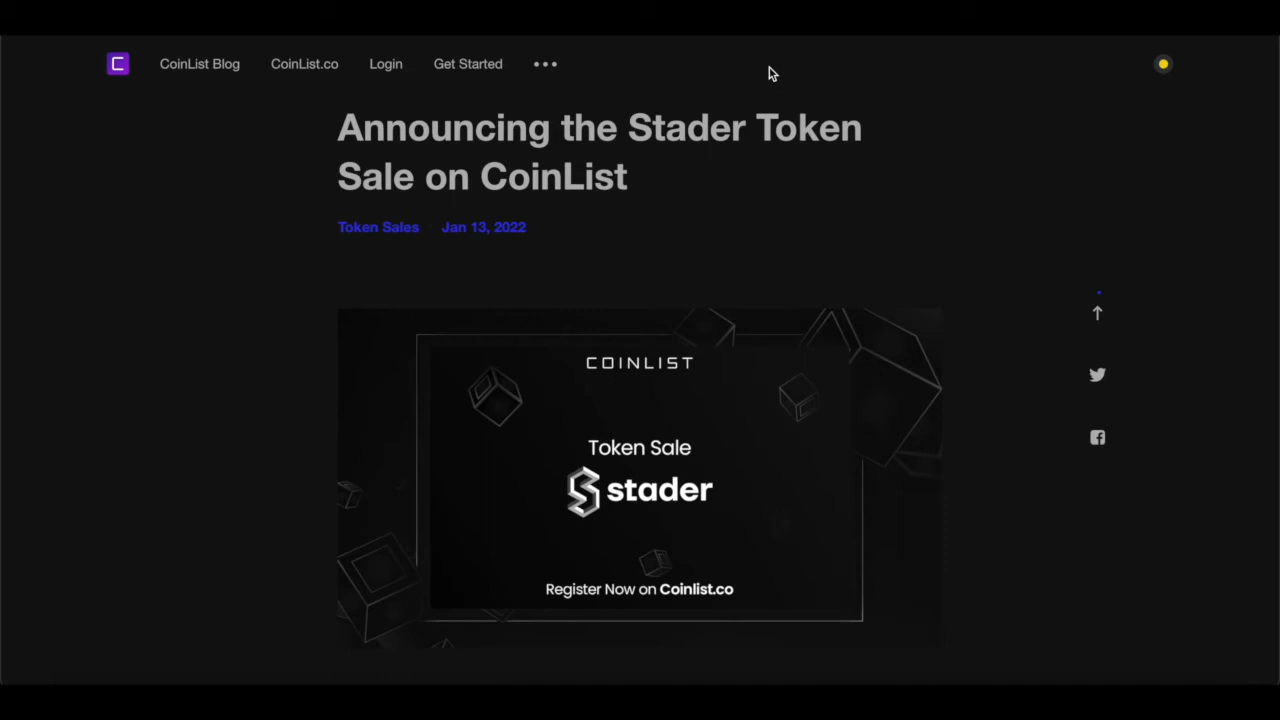 CoinList Blog CoinList.co Login Get Started •••
Announcing the Stader Token
Sale on CoinList
Token Sales Jan 13, 2022
COINLIST
Token Sale
stader
Register Now on Coinlist.co